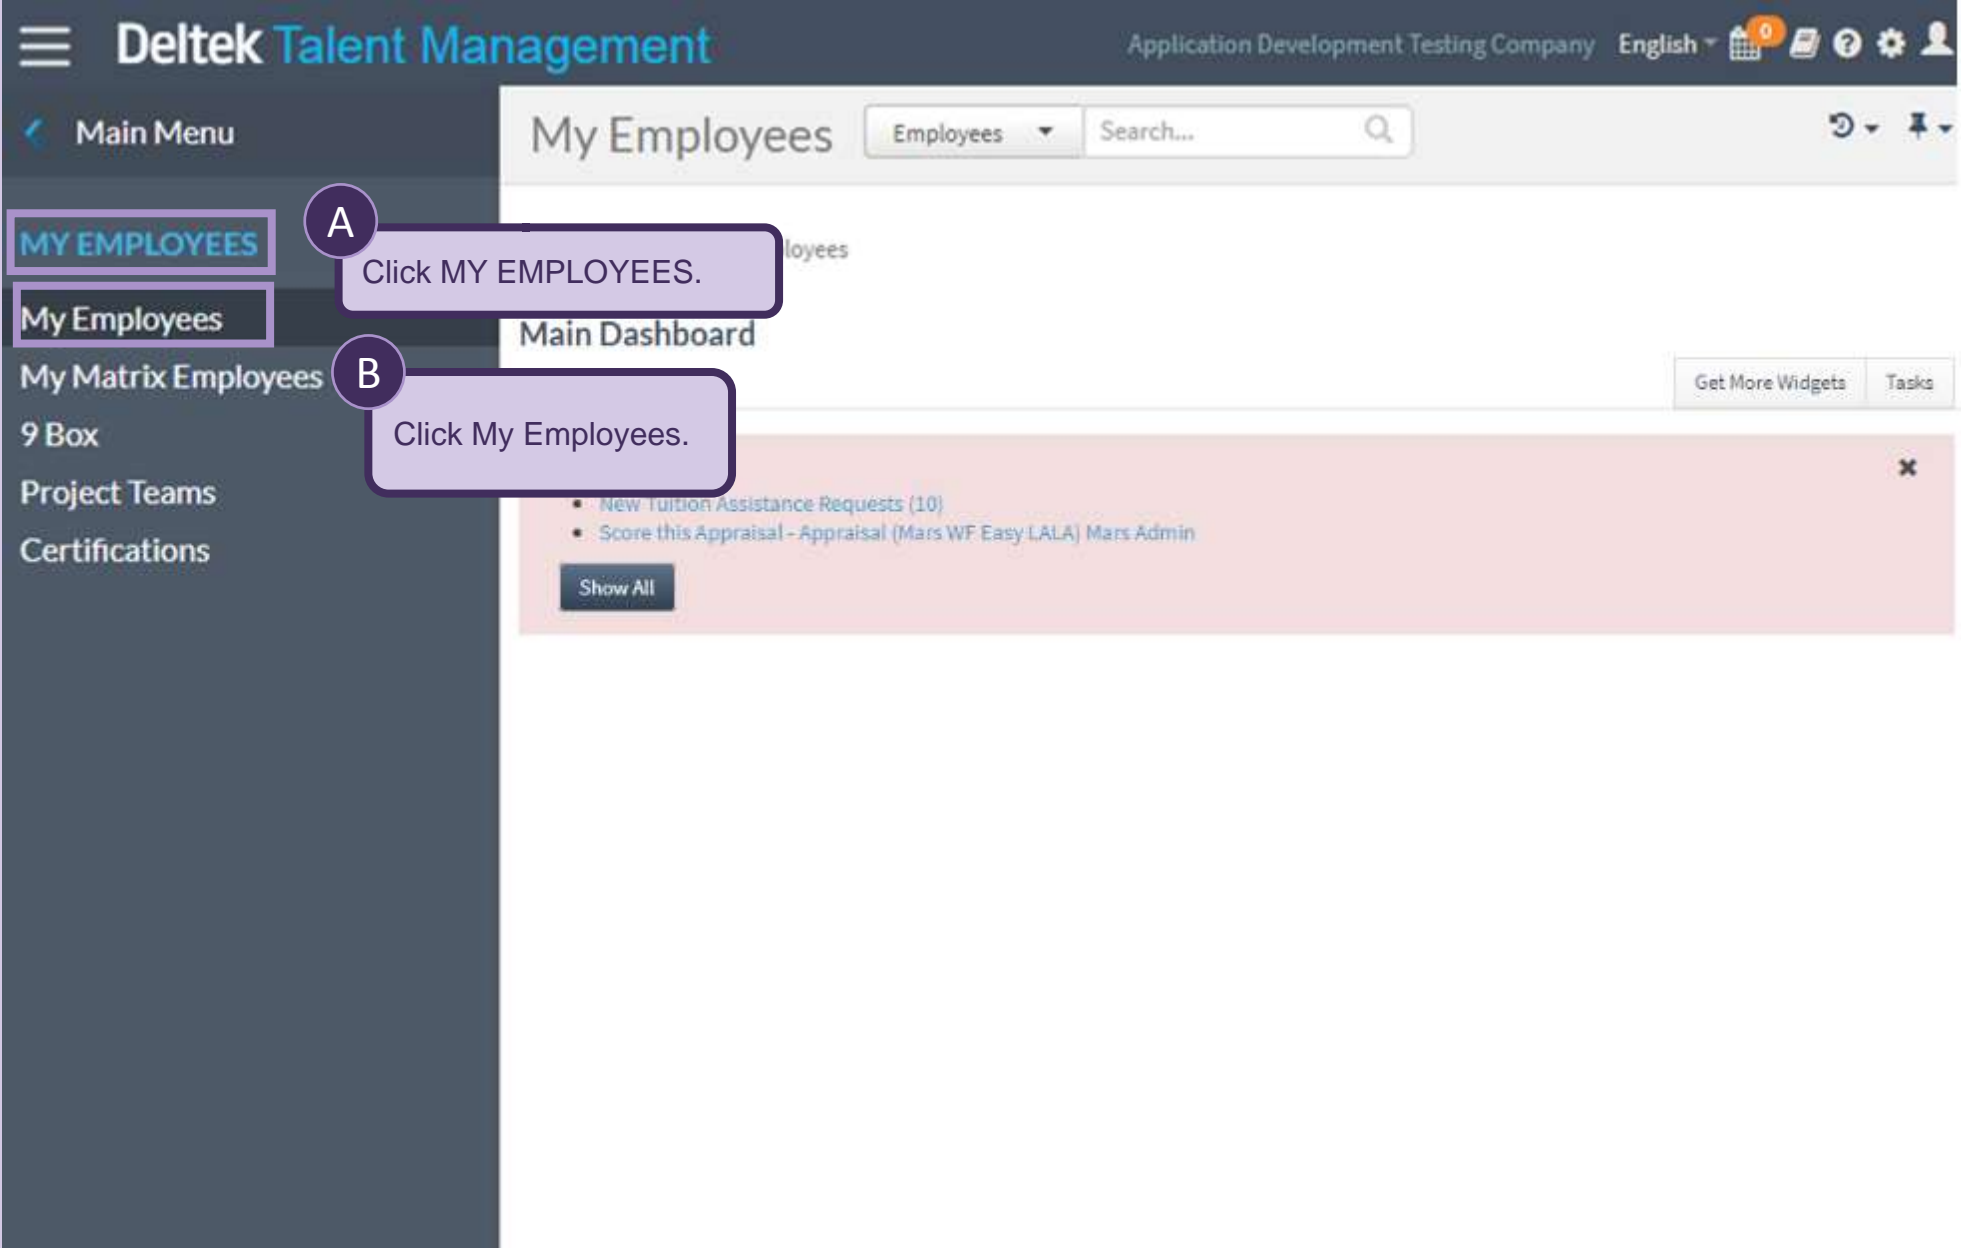 Deltek Talent Management
Application Development Testing Company English 0
Main Menu
My Employees Employees Search...
MY EMPLOYEES
A
Click MY EMPLOYEES.
loyees
My Employees
Main Dashboard
My Matrix Employees
B
Click My Employees.
Get More Widgets Tasks
9 Box
Project Teams
Certifications
New Tuition Assistance Requests (10)
Score this Appraisal - Appraisal (Mars WF Easy LALA) Mars Admin
Show All